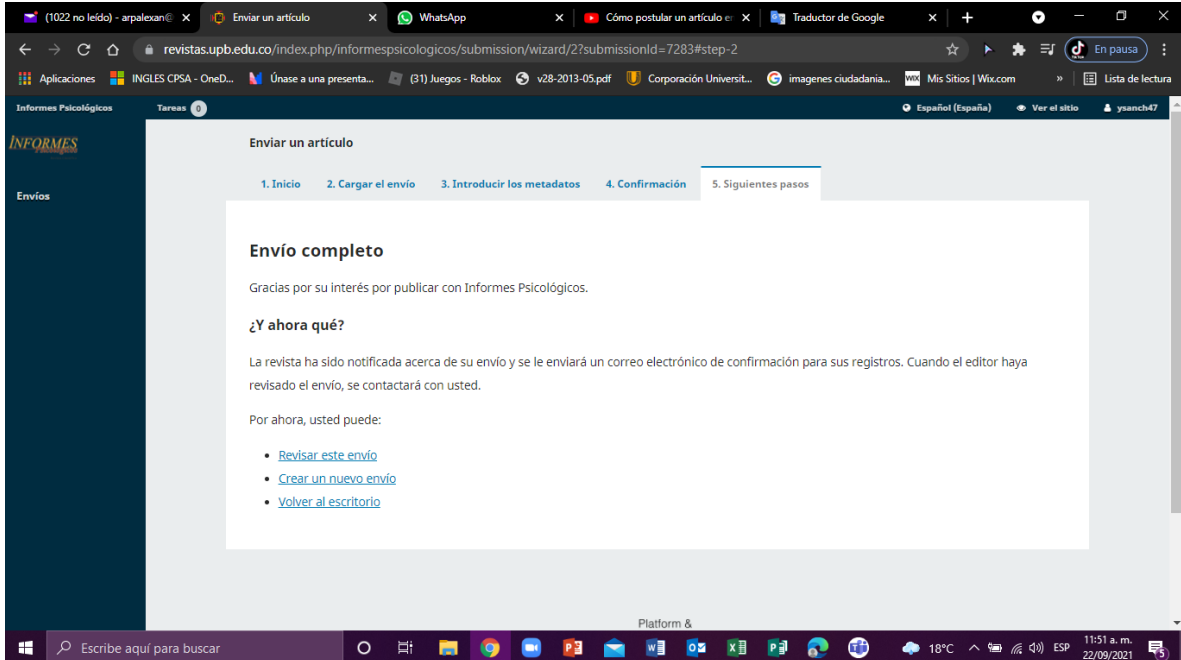 (1022 no leído) - arpalexan@
Enviar un artículo
WhatsApp
Cómo postular un artículo en
Traductor de Google
revistas.upb.edu.co/index.php/informespsicologicos/submission/wizard/2?submissionId=7283#step-2
En pausa
Aplicaciones
INGLES CPSA - OneD...
Únase a una presenta...
(31) Juegos - Roblox
v28-2013-05.pdf
Corporación Universit...
imagenes ciudadania...
Mis Sitios | Wix.com
»
Lista de lectura
Informes Psicológicos
Tareas 0
Español (España)
Ver el sitio
ysanch47
INFORMES
Envíos
Enviar un artículo
1. Inicio
2. Cargar el envío
3. Introducir los metadatos
4. Confirmación
5. Siguientes pasos
Envío completo
Gracias por su interés por publicar con Informes Psicológicos.
¿Y ahora qué?
La revista ha sido notificada acerca de su envío y se le enviará un correo electrónico de confirmación para sus registros. Cuando el editor haya
revisado el envío, se contactará con usted.
Por ahora, usted puede:
Revisar este envío
Crear un nuevo envío
Volver al escritorio
Platform &
Escribe aquí para buscar
18°C
ESP
11:51 a. m.
22/09/2021
5